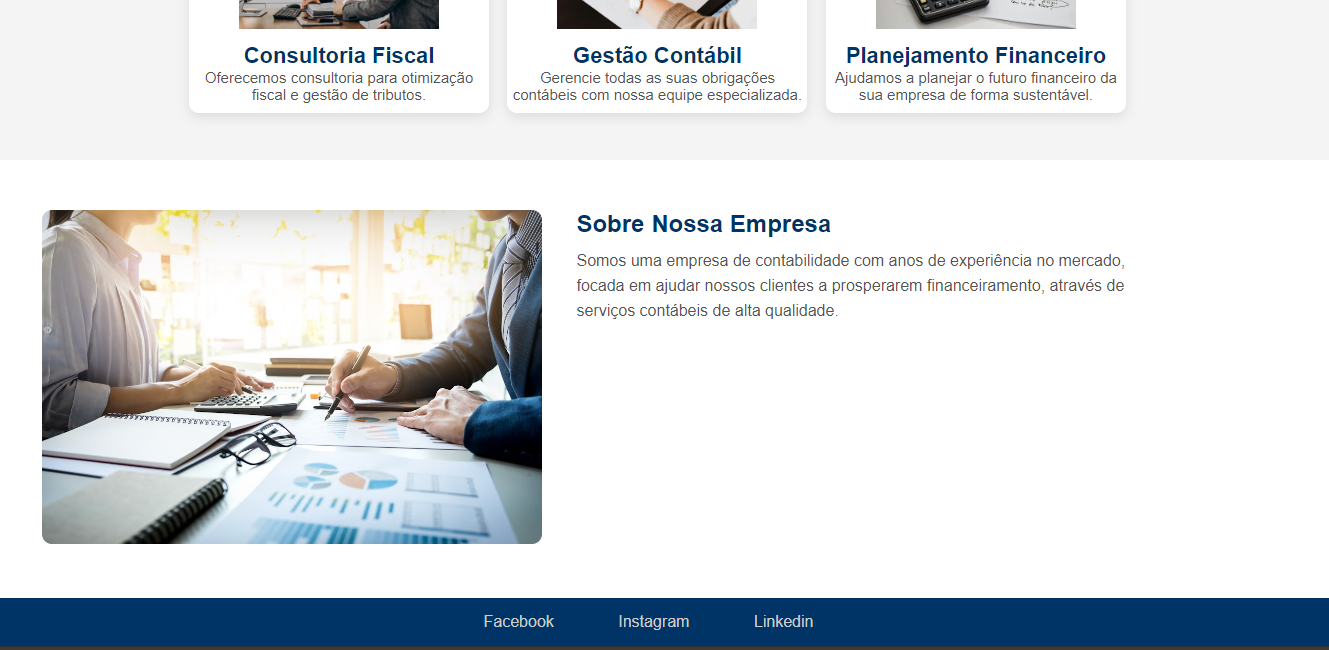 Consultoria Fiscal
Oferecemos consultoria para otimização
fiscal e gestão de tributos.
Gestão Contábil
Gerencie todas as suas obrigações
contábeis com nossa equipe especializada.
Planejamento Financeiro
Ajudamos a planejar o futuro financeiro da
sua empresa de forma sustentável.
Sobre Nossa Empresa
Somos uma empresa de contabilidade com anos de experiência no mercado,
focada em ajudar nossos clientes a prosperarem financeiramento, através de
serviços contábeis de alta qualidade.
Facebook
Instagram
Linkedin